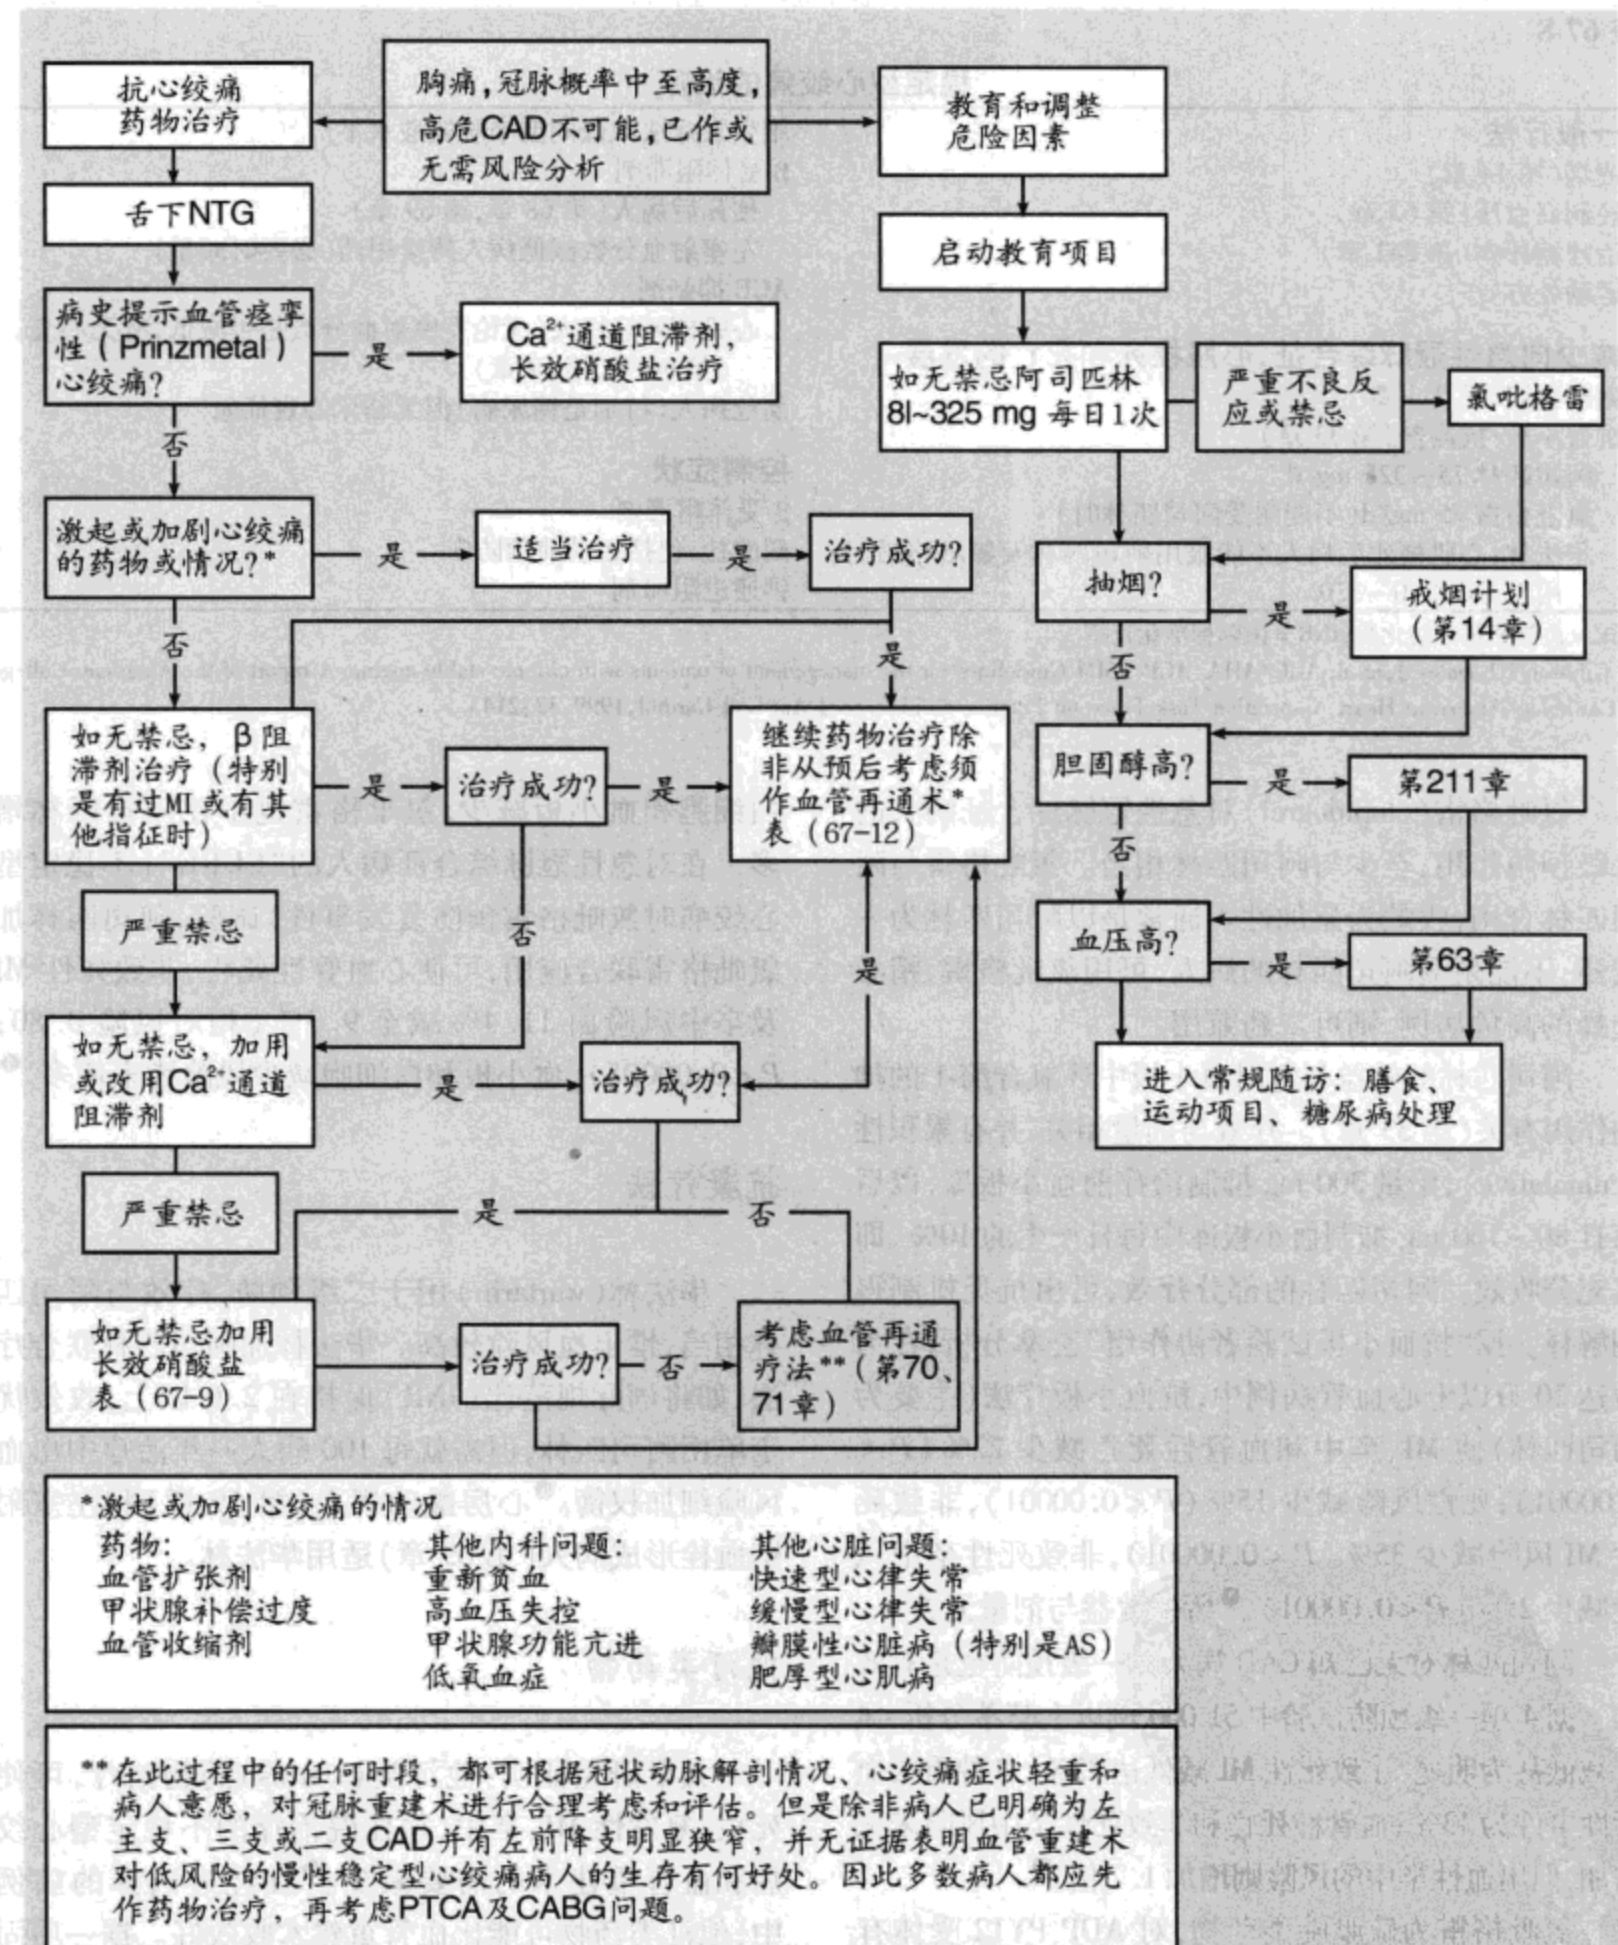 抗心绞痛
药物治疗
胸痛，冠脉概率中至高度，
高危CAD不可能，已作或
无需风险分析
教育和调整
危险因素
舌下NTG
启动教育项目
病史提示血管痉挛
性（Prinzmetal）
心绞痛？
是
Ca²⁺通道阻滞剂，
长效硝酸盐治疗
如无禁忌阿司匹林
8l~325 mg 每日1次
严重不良反
应或禁忌
氯吡格雷
否
激起或加剧心绞痛
的药物或情况？*
是
适当治疗
是
治疗成功？
抽烟？
是
戒烟计划
（第14章）
否
是
否
如无禁忌，β阻
滞剂治疗（特别
是有过MI或有其
他指征时）
是
治疗成功？
是
继续药物治疗除
非从预后考虑须
作血管再通术*
表（67-12）
胆固醇高？
是
第211章
否
严重禁忌
否
是
血压高？
是
第63章
如无禁忌，加用
或改用Ca²⁺通道
阻滞剂
是
治疗成功？
进入常规随访：膳食、
运动项目、糖尿病处理
严重禁忌
是
否
如无禁忌加用
长效硝酸盐
表（67-9）
治疗成功？
否
考虑血管再通
疗法**（第70、
71章）
*激起或加剧心绞痛的情况
药物：
血管扩张剂
甲状腺补偿过度
血管收缩剂
其他内科问题：
重新贫血
高血压失控
甲状腺功能亢进
低氧血症
其他心脏问题：
快速型心律失常
缓慢型心律失常
瓣膜性心脏病（特别是AS）
肥厚型心肌病
**在此过程中的任何时段，都可根据冠状动脉解剖情况、心绞痛症状轻重和
病人意愿，对冠脉重建术进行合理考虑和评估。但是除非病人已明确为左
主支、三支或二支CAD并有左前降支明显狭窄，并无证据表明血管重建术
对低风险的慢性稳定型心绞痛病人的生存有何好处。因此多数病人都应先
作药物治疗，再考虑PTCA及CABG问题。